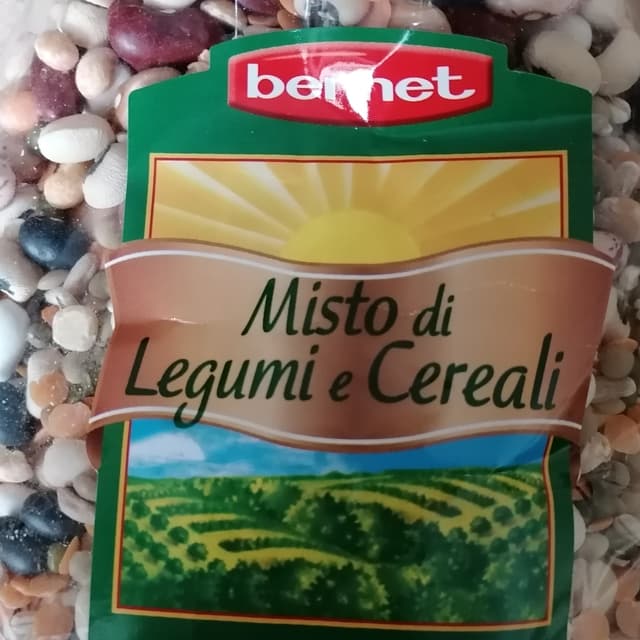 bennet
Misto di
Legumi e Cereali